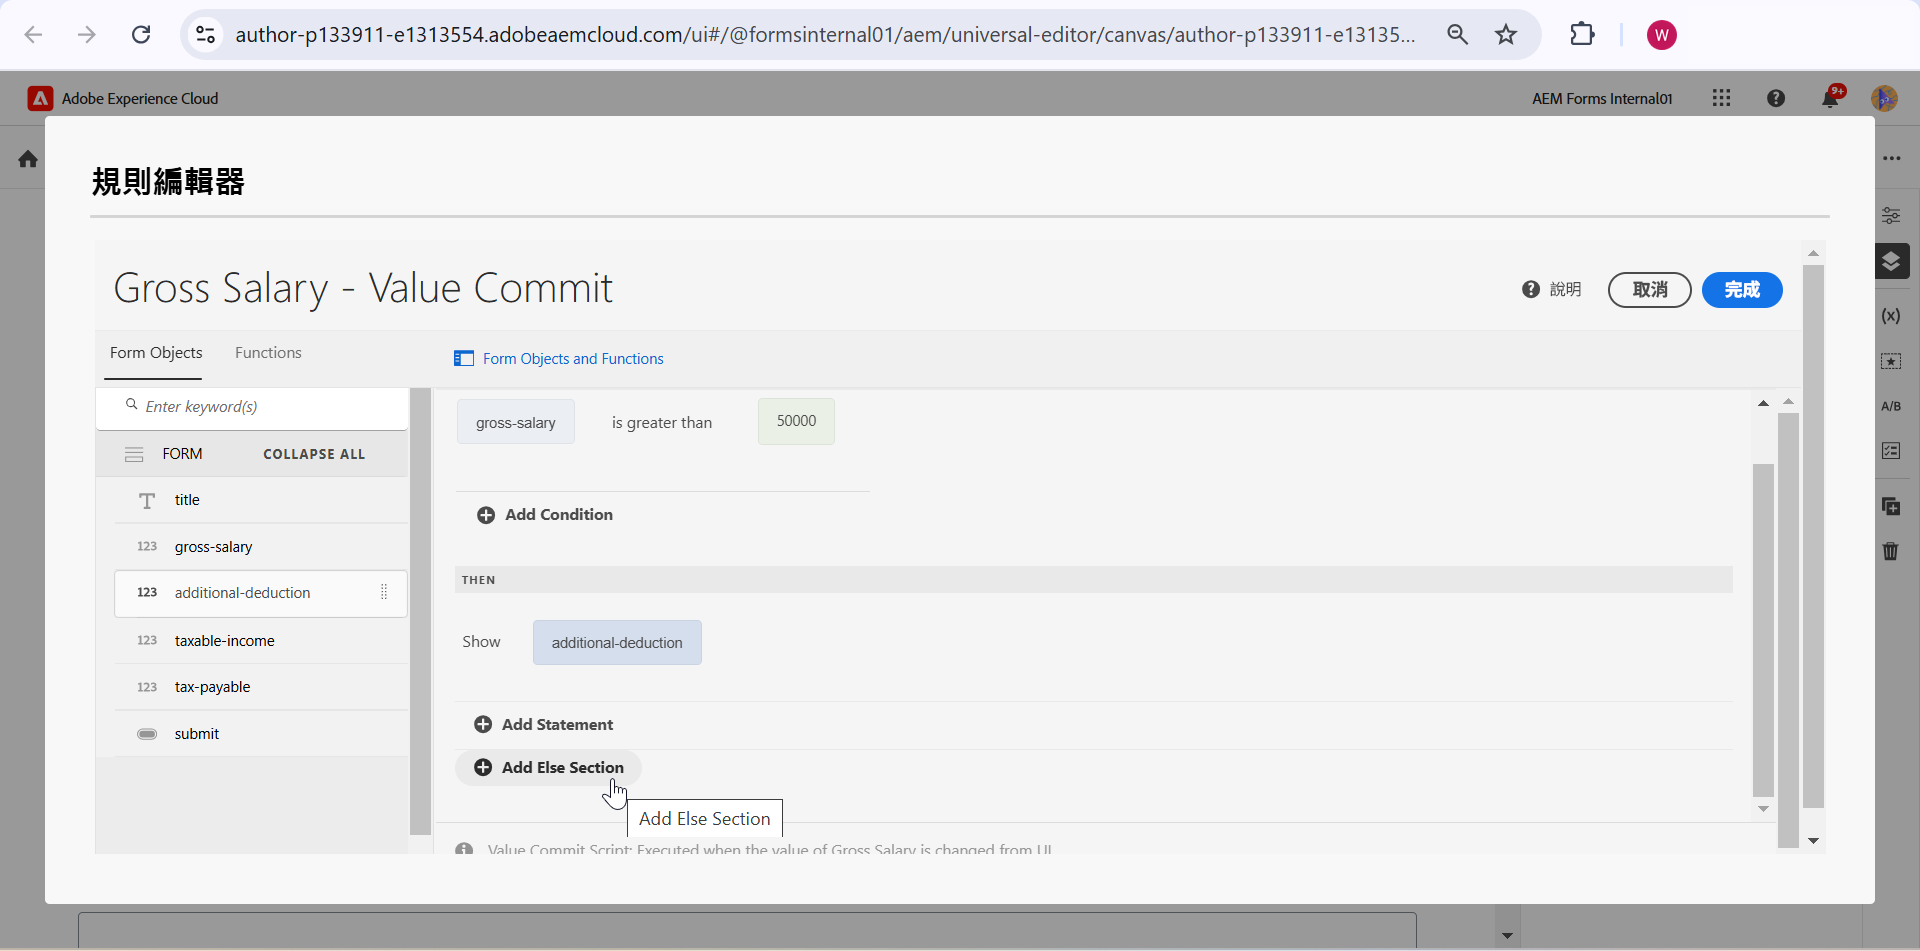 author-p133911-e1313554.adobeaemcloud.com/ui#/@formsinternal01/aem/universal-editor/canvas/author-p133911-e13135...
W
Adobe Experience Cloud
AEM Forms Internal01
9+
規則編輯器
Gross Salary - Value Commit
說明
取消
完成
Form Objects
Functions
Form Objects and Functions
Enter keyword(s)
FORM
COLLAPSE ALL
title
123 gross-salary
123 additional-deduction
123 taxable-income
123 tax-payable
submit
gross-salary
is greater than
50000
Add Condition
THEN
Show
additional-deduction
Add Statement
Add Else Section
Add Else Section
Value Commit Script: Executed when the value of Gross Salary is changed from UI
(x)
A/B